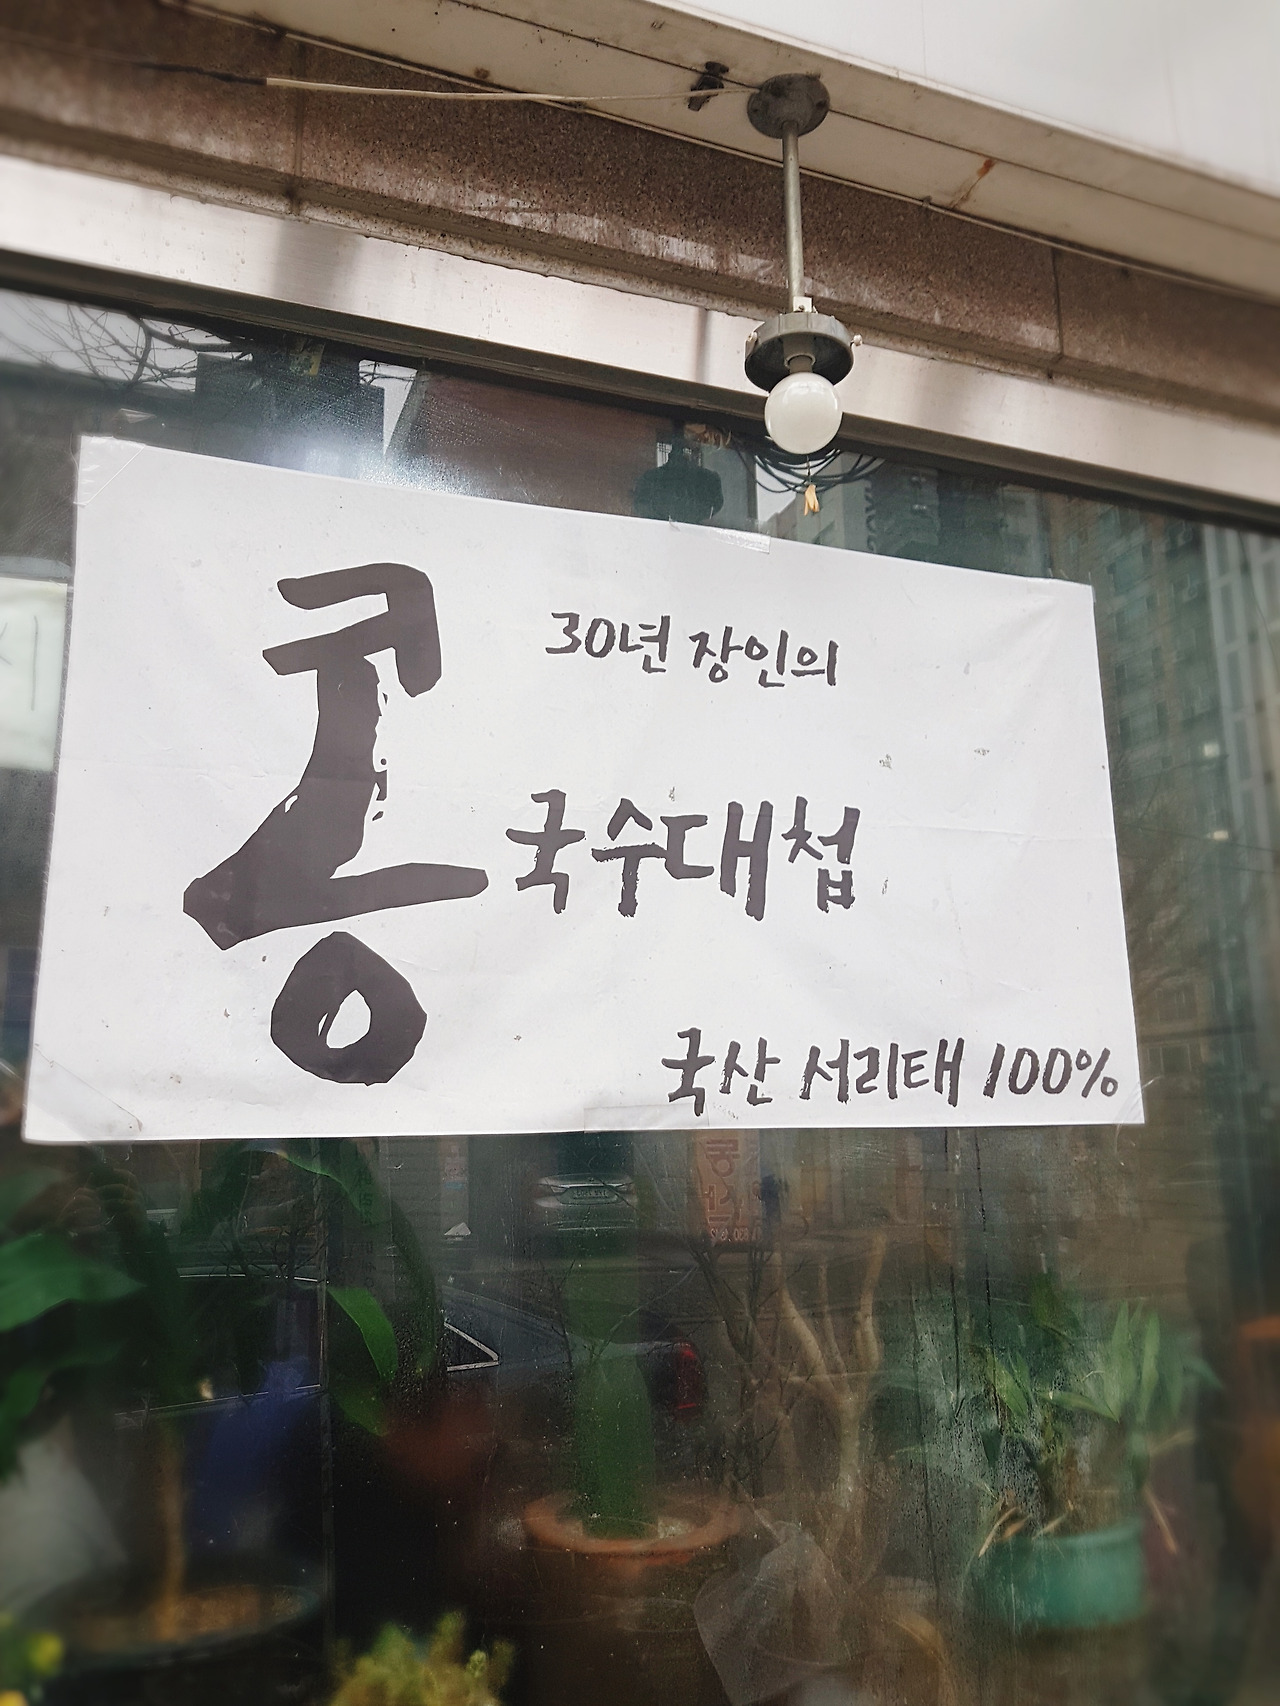 30년 장인의
콩국수대첩
국산 서리태 100%